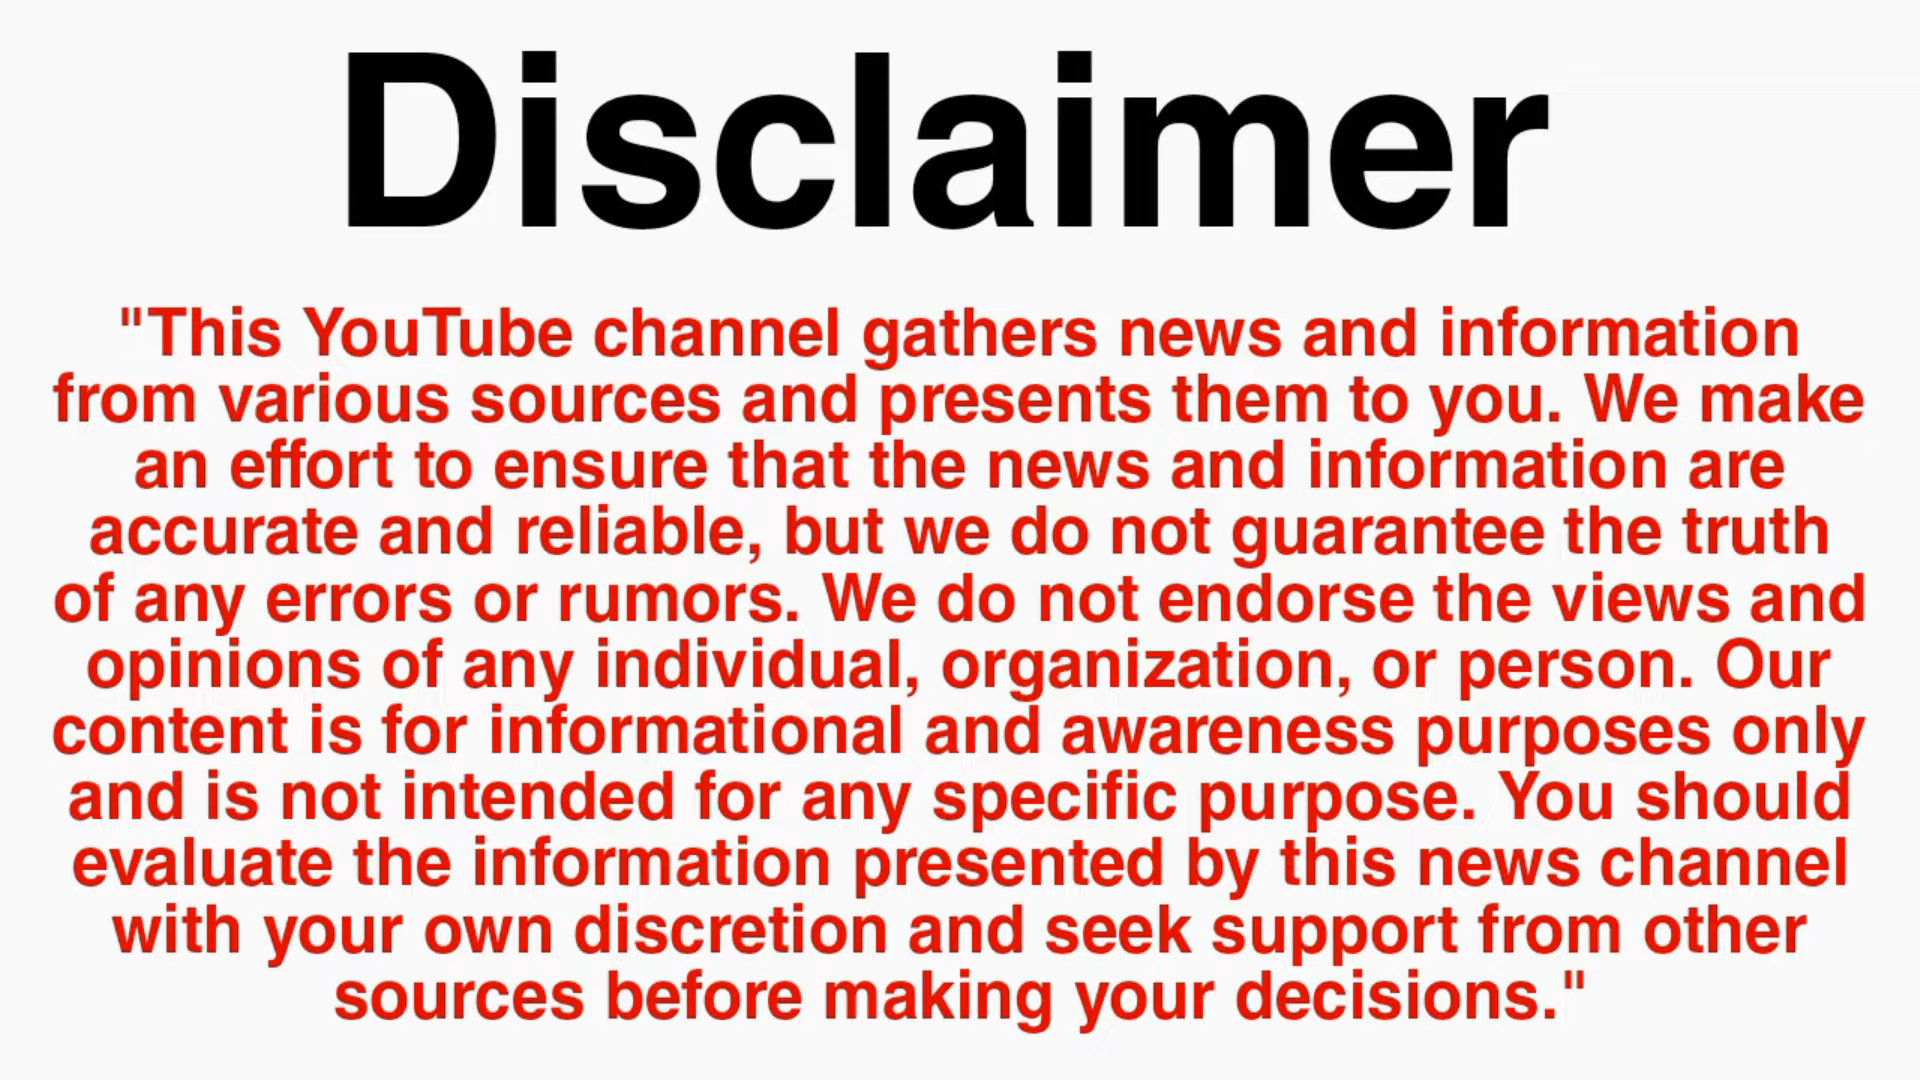 Disclaimer
"This YouTube channel gathers news and information
from various sources and presents them to you. We make
an effort to ensure that the news and information are
accurate and reliable, but we do not guarantee the truth
of any errors or rumors. We do not endorse the views and
opinions of any individual, organization, or person. Our
content is for informational and awareness purposes only
and is not intended for any specific purpose. You should
evaluate the information presented by this news channel
with your own discretion and seek support from other
sources before making your decisions."